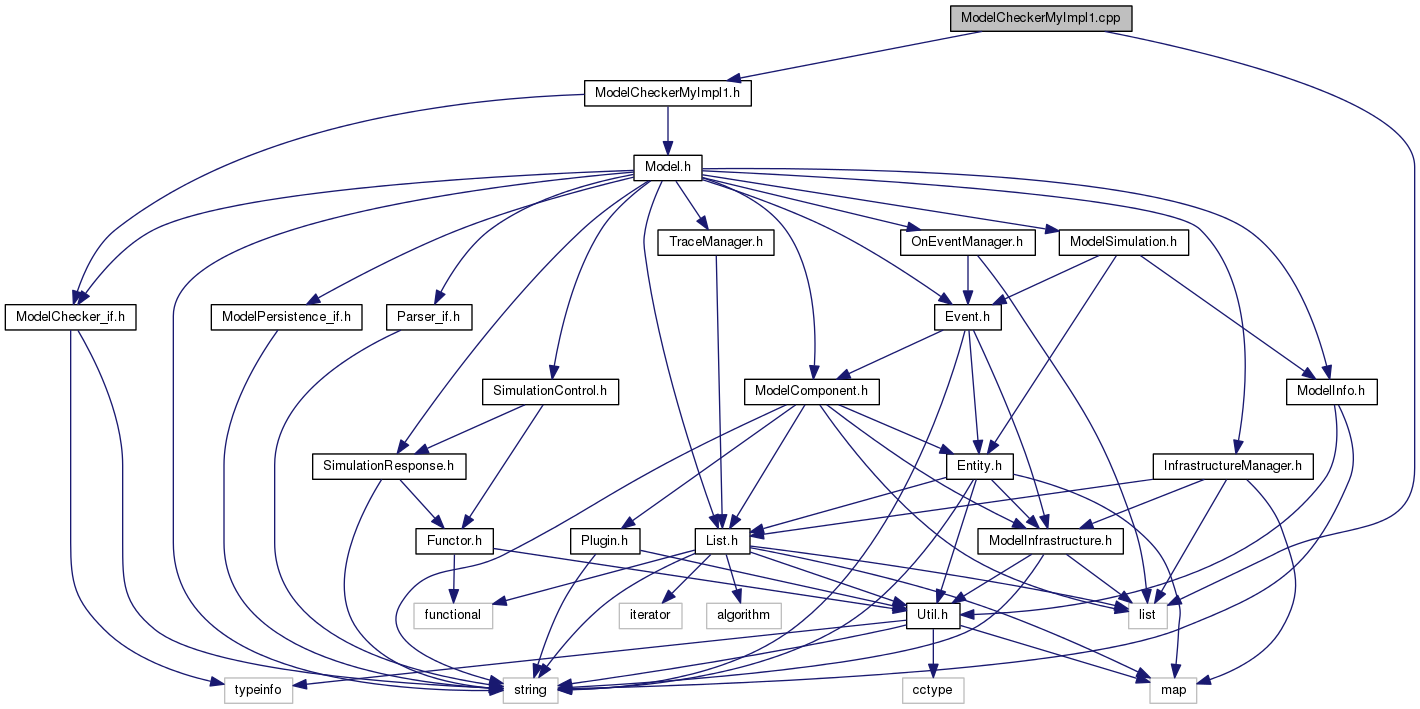 ModelCheckerMyImpl1.cpp
ModelCheckerMyImpl1.h
Model.h
TraceManager.h
OnEventManager.h
ModelSimulation.h
ModelChecker_if.h
ModelPersistence_if.h
Parser_if.h
Event.h
SimulationControl.h
ModelComponent.h
ModelInfo.h
SimulationResponse.h
Entity.h
InfrastructureManager.h
Functor.h
Plugin.h
List.h
ModelInfrastructure.h
functional
iterator
algorithm
Util.h
list
typeinfo
string
cctype
map